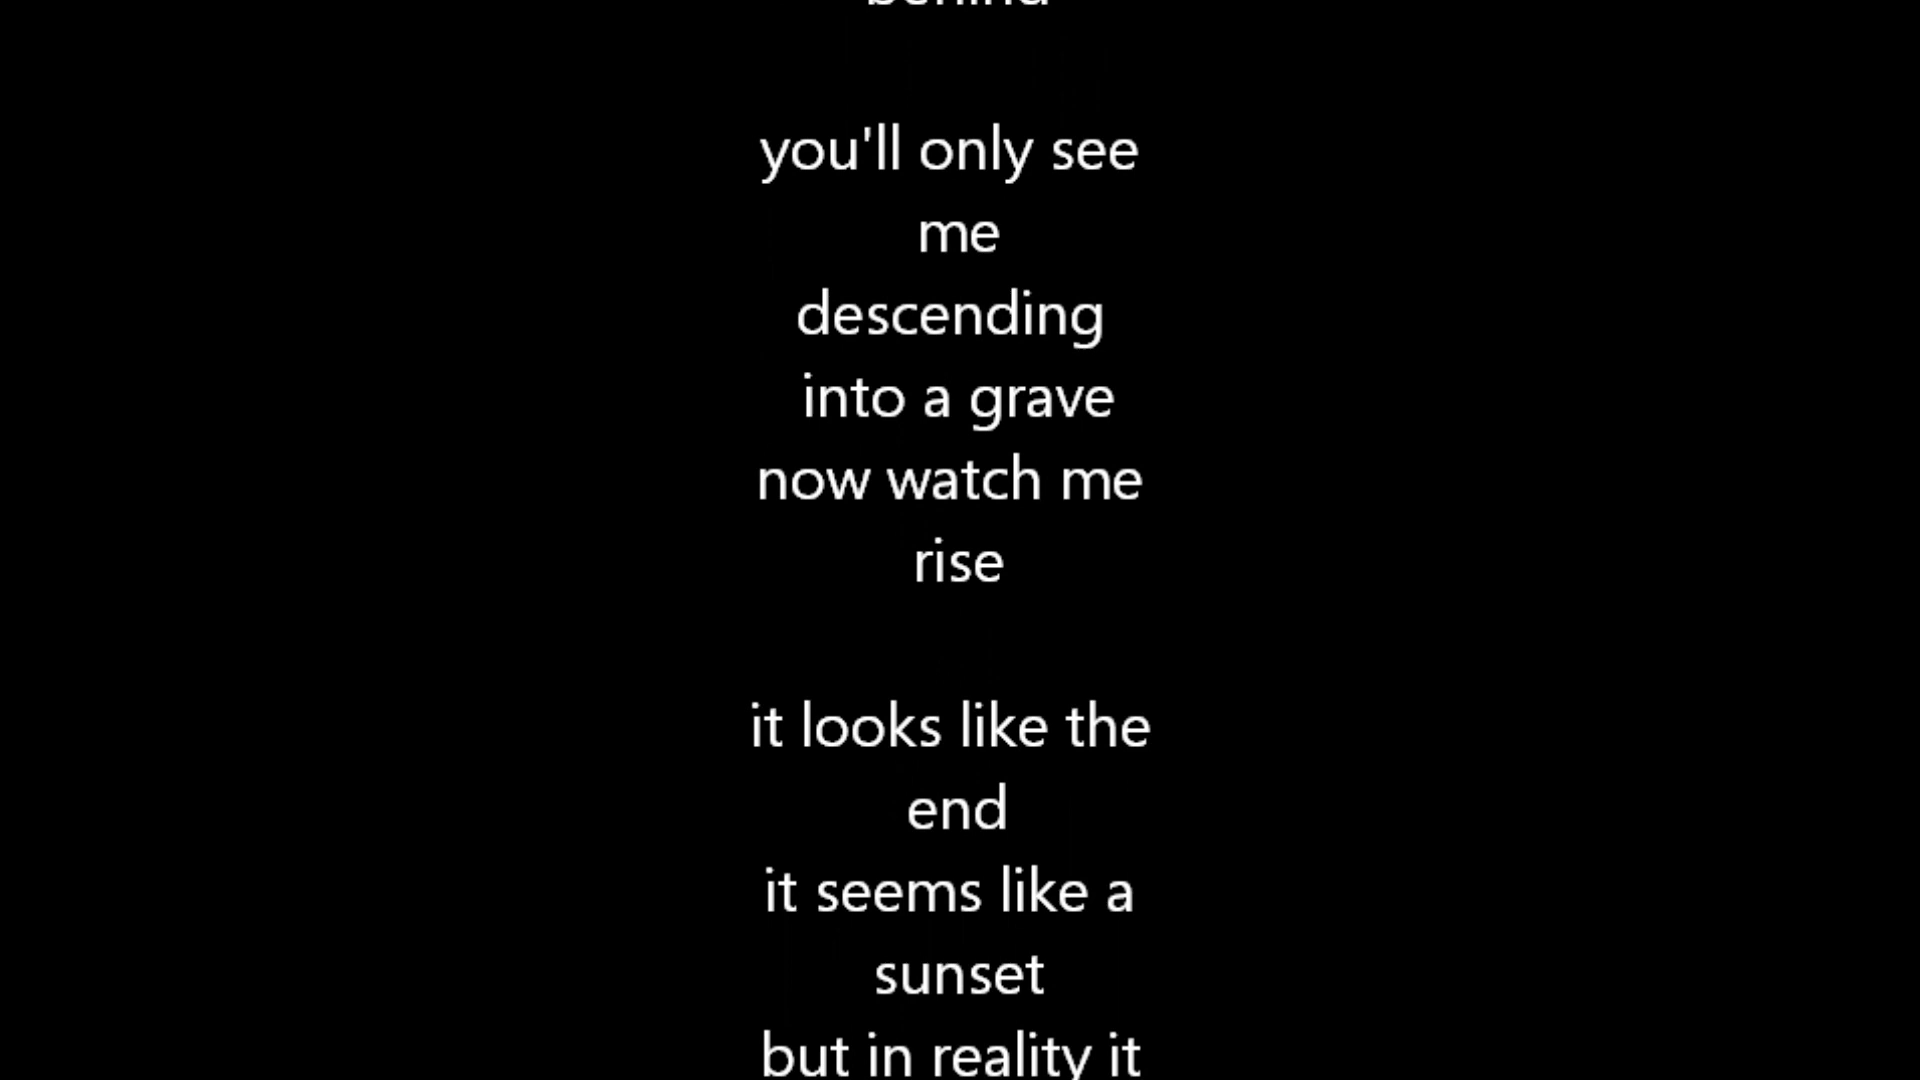 behind
you'll only see
me
descending
into a grave
now watch me
rise
it looks like the
end
it seems like a
sunset
but in reality it